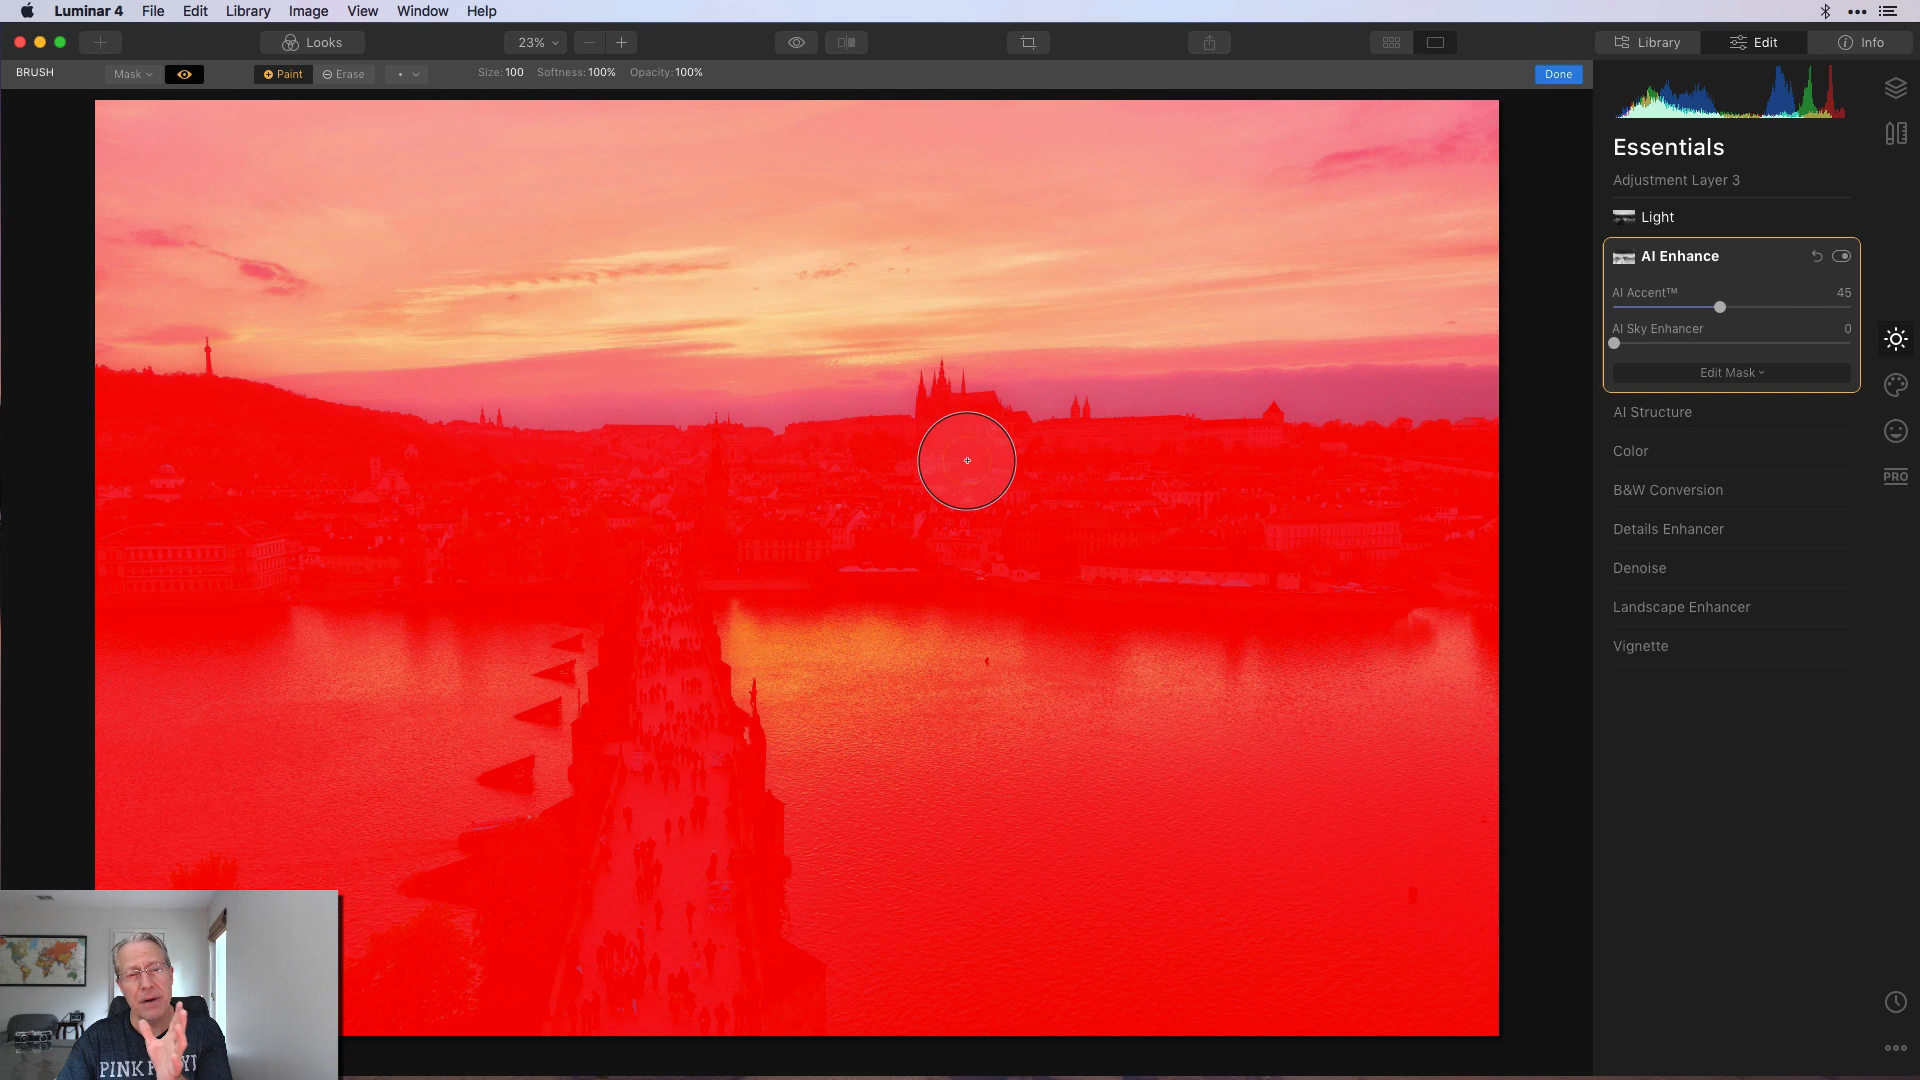 Luminar 4 File Edit Library Image View Window Help
Looks 23% Library Edit Info
BRUSH Mask Paint Erase Size: 100 Softness: 100% Opacity: 100% Done
Essentials
Adjustment Layer 3
Light
AI Enhance
AI Accent™ 45
AI Sky Enhancer 0
Edit Mask
AI Structure
Color
PRO
B&W Conversion
Details Enhancer
Denoise
Landscape Enhancer
Vignette
PINK